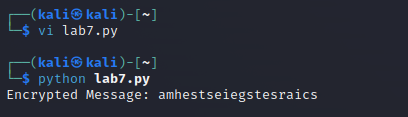 ┌──(kali㉿kali)-[~]
└─$ vi lab7.py
┌──(kali㉿kali)-[~]
└─$ python lab7.py
Encrypted Message: amhestseiegstesraics